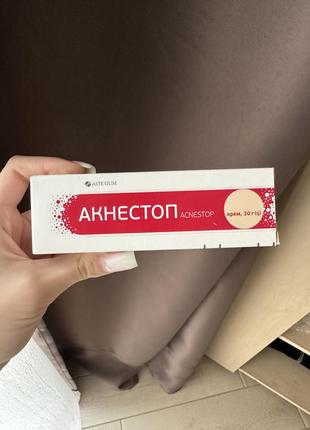 ARTERIUM
АКНЕСТОП ACNESTOP
крем, 30 г (g)